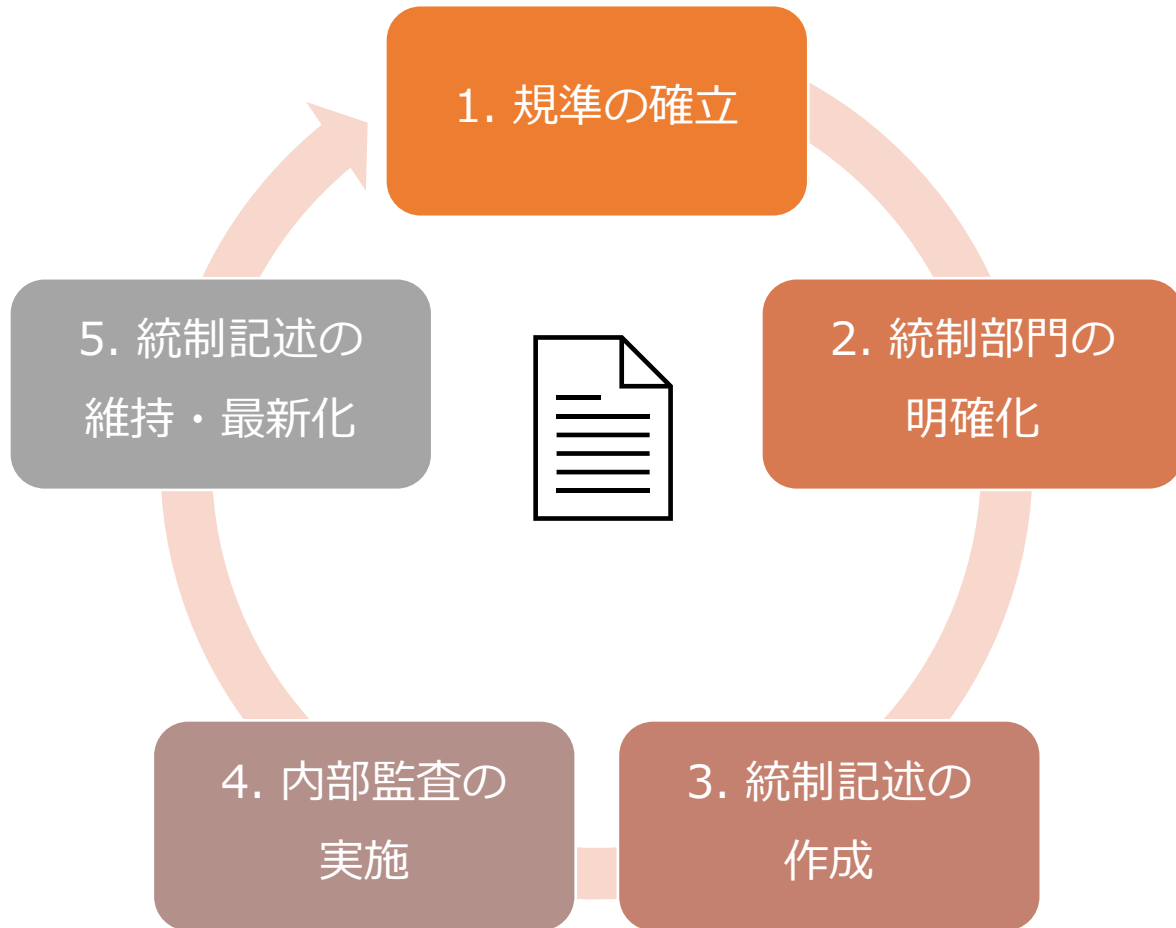 1. 規準の確立
2. 統制部門の
明確化
3. 統制記述の
作成
4. 内部監査の
実施
5. 統制記述の
維持・最新化